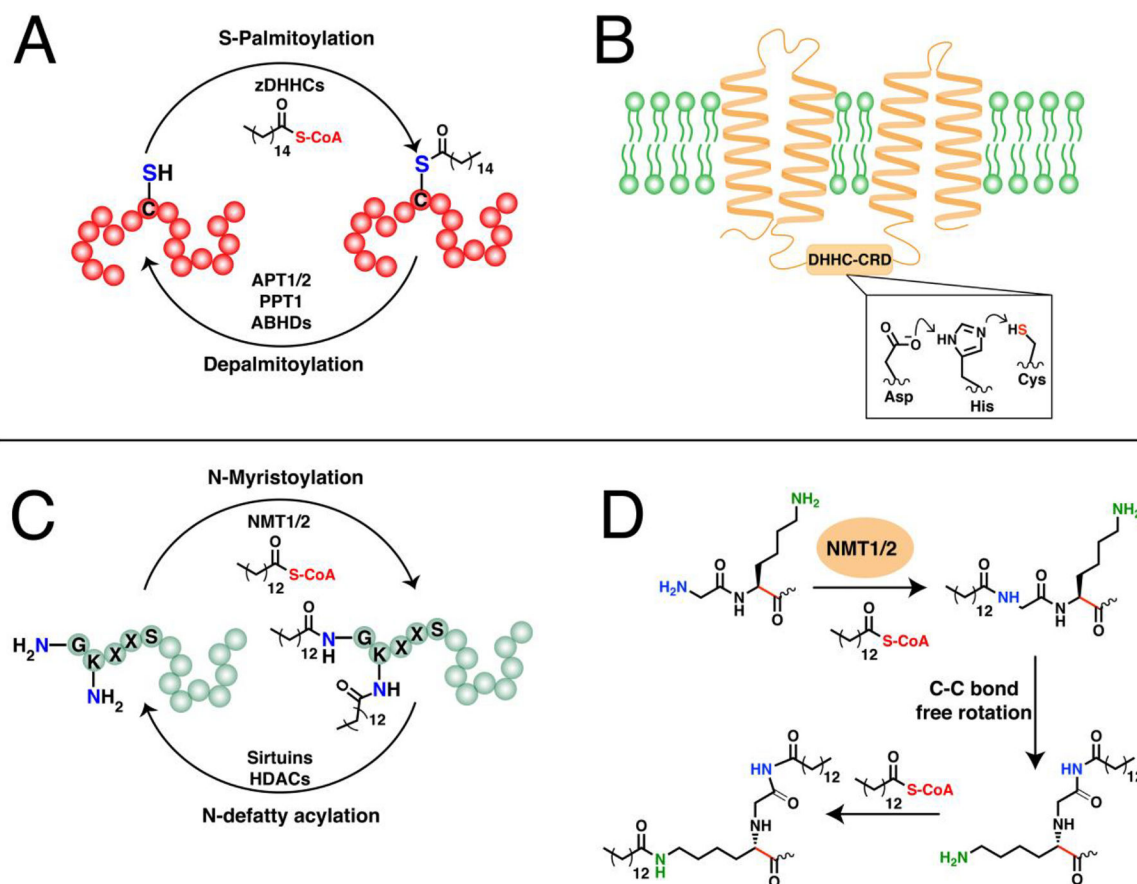 A
S-Palmitoylation
zDHHCs
O
14
S-CoA
SH
C
O
S
14
C
APT1/2
PPT1
ABHDs
Depalmitoylation
B
DHHC-CRD
O
O
−
HN
N
HS
Asp
His
Cys
C
N-Myristoylation
NMT1/2
O
12
S-CoA
H2N
G
K
X
X
S
NH2
O
12
N
H
G
K
X
X
S
O
NH
12
Sirtuins
HDACs
N-defatty acylation
D
NH2
H2N
O
N
H
O
NMT1/2
O
12
S-CoA
NH2
O
12
NH
O
N
H
O
C-C bond
free rotation
O
HN
12
O
NH
H2N
O
O
12
S-CoA
O
HN
12
O
NH
O
12
N
H
O